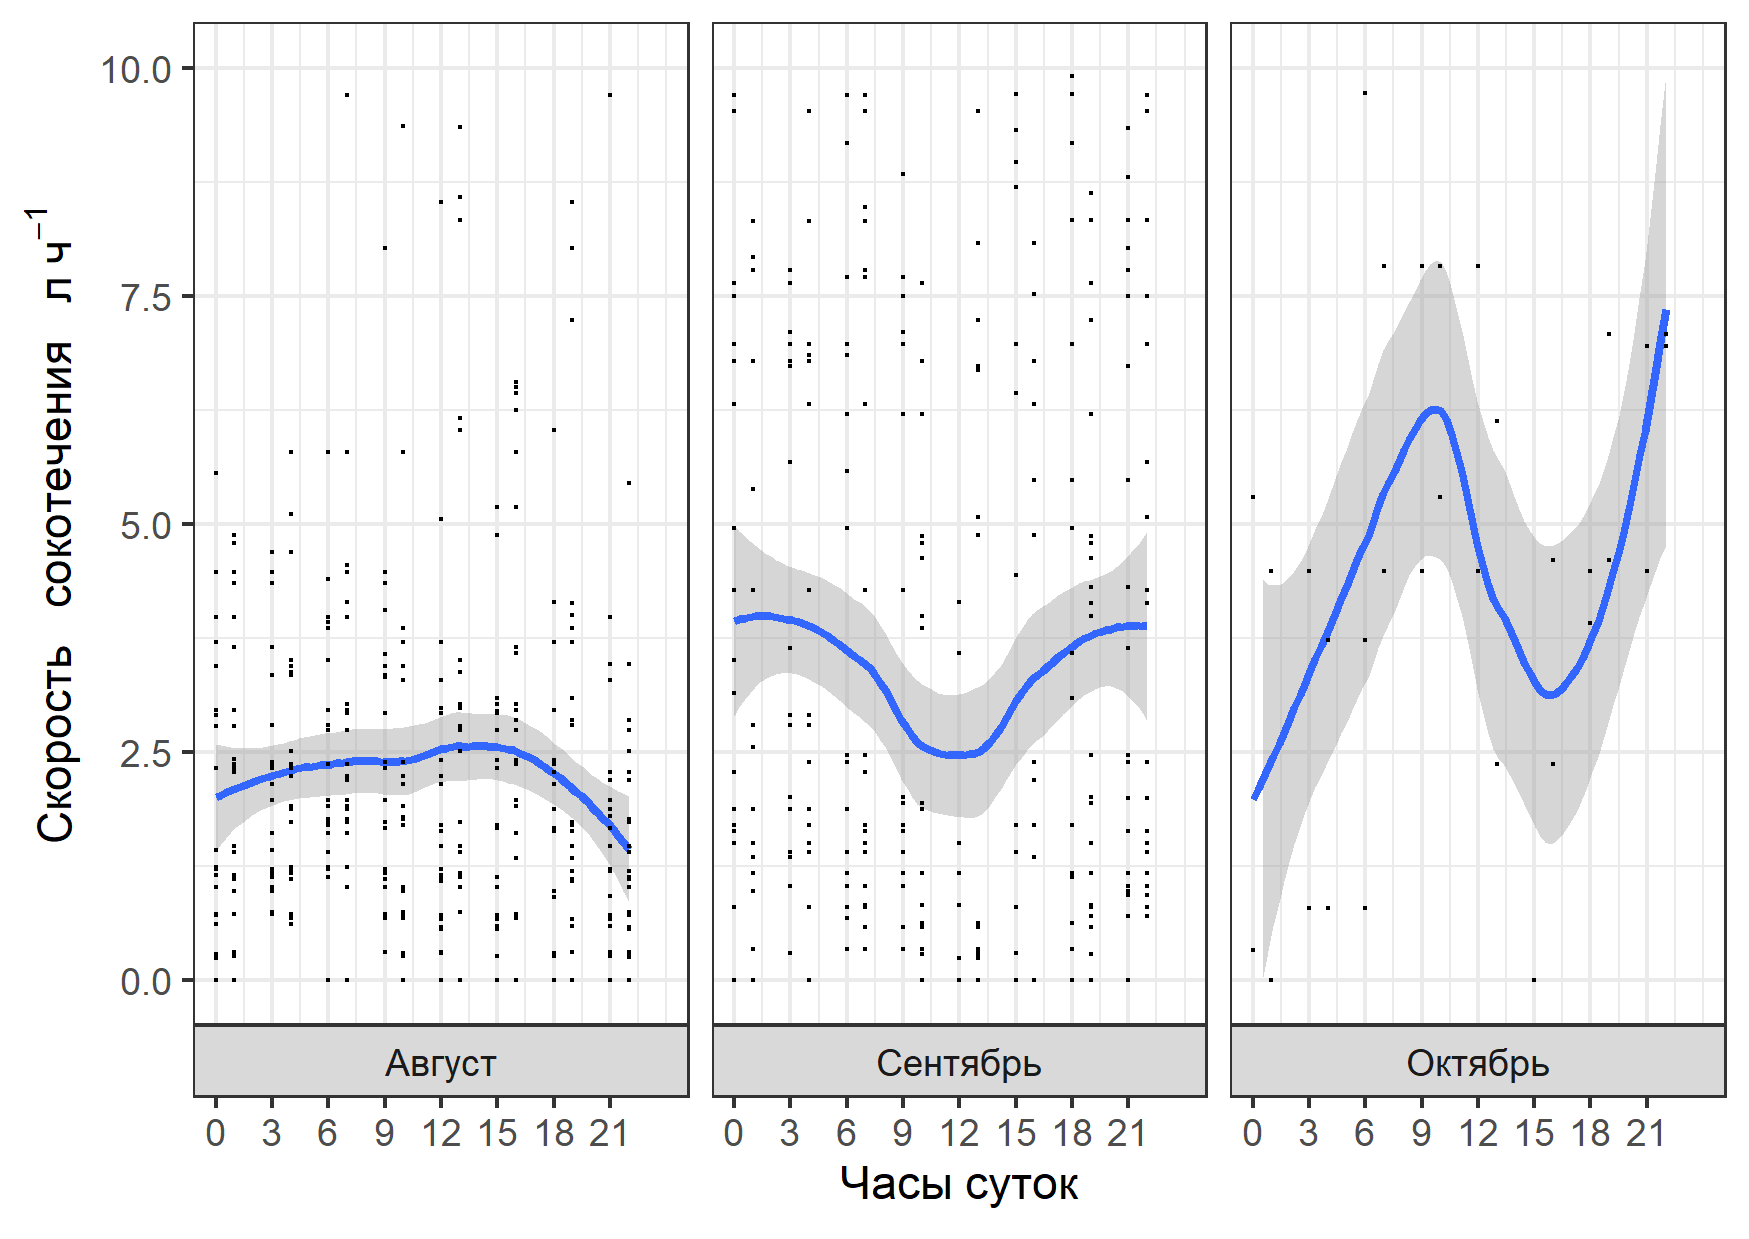 Скорость сокотечения л ч⁻¹
10.0
7.5
5.0
2.5
0.0
Август Сентябрь Октябрь
0 3 6 9 12 15 18 21 0 3 6 9 12 15 18 21 0 3 6 9 12 15 18 21
Часы суток